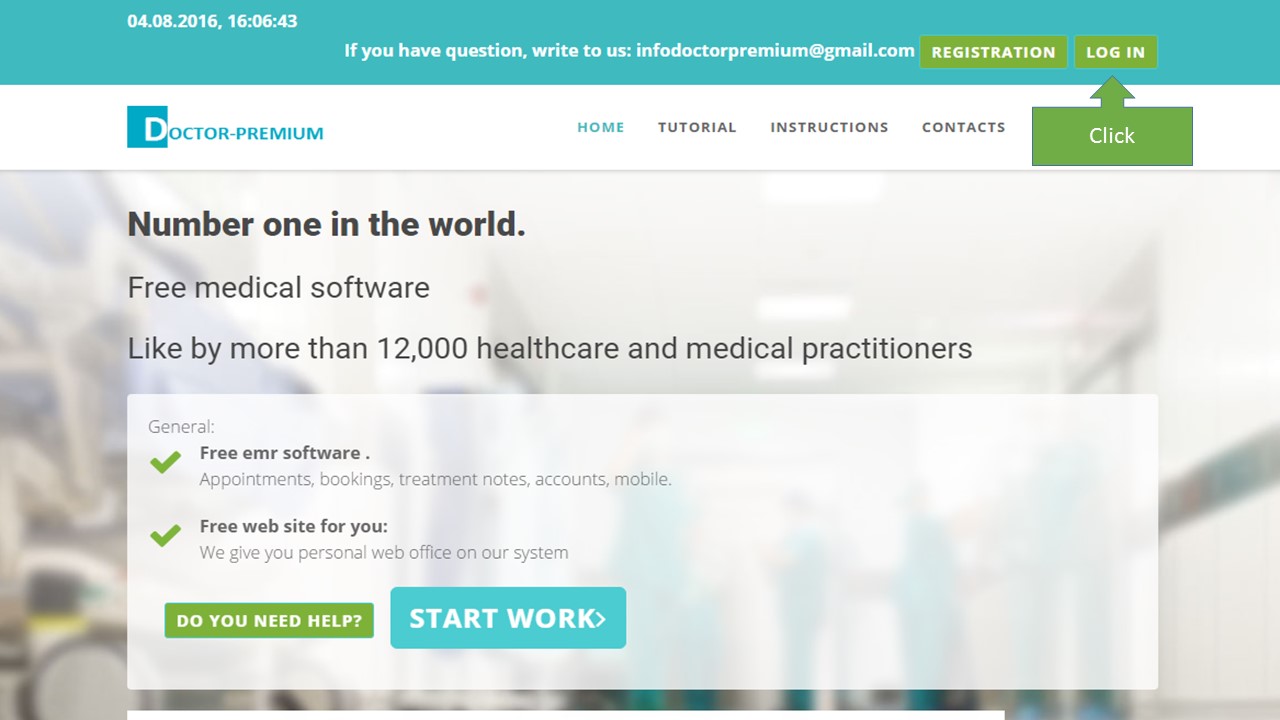 04.08.2016, 16:06:43
If you have question, write to us: infodoctorpremium@gmail.com REGISTRATION LOG IN
DOCTOR-PREMIUM HOME TUTORIAL INSTRUCTIONS CONTACTS Click
Number one in the world.
Free medical software
Like by more than 12,000 healthcare and medical practitioners
General:
Free emr software .
Appointments, bookings, treatment notes, accounts, mobile.
Free web site for you:
We give you personal web office on our system
DO YOU NEED HELP? START WORK>